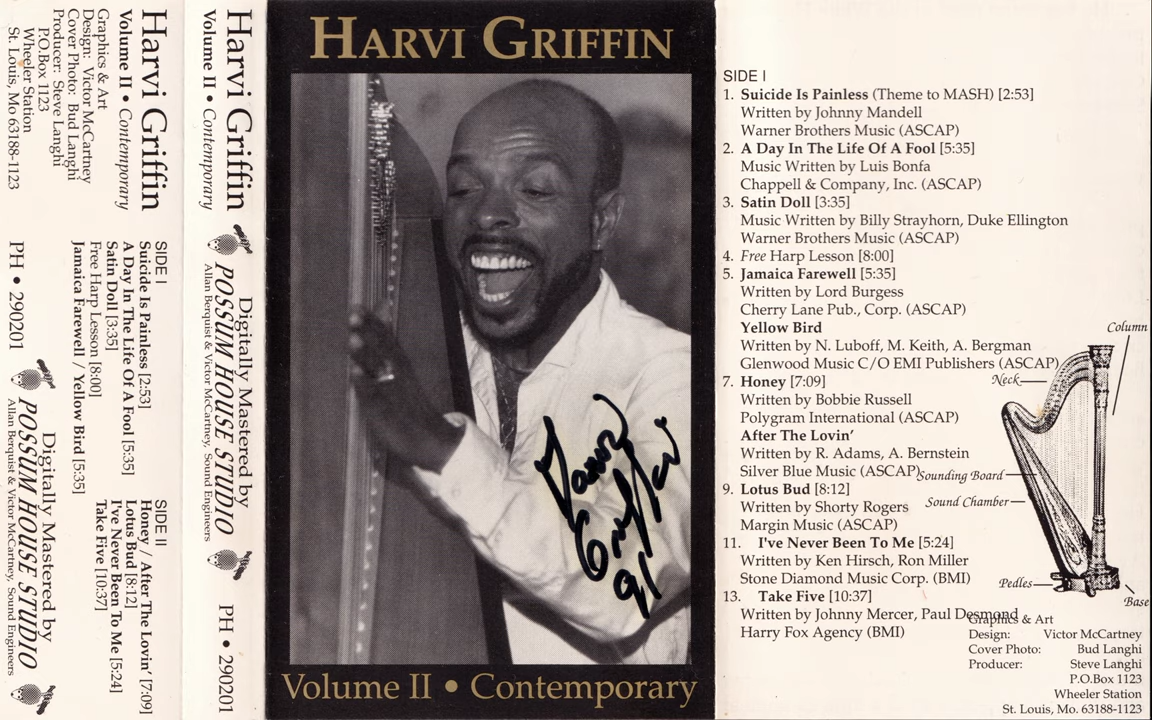 Harvi Griffin
Volume II • Contemporary
Graphics & Art
Design: Victor McCartney
Cover Photo: Bud Langhi
Producer: Steve Langhi
P.O.Box 1123
Wheeler Station
St. Louis, Mo 63188-1123
SIDE I
Suicide Is Painless [2:53]
A Day In The Life Of A Fool [5:35]
Satin Doll [3:35]
Free Harp Lesson [8:00]
Jamaica Farewell / Yellow Bird [5:35]
SIDE II
Honey / After The Lovin' [7:09]
Lotus Bud [8:12]
I've Never Been To Me [5:24]
Take Five [10:37]
PH • 290201
Digitally Mastered by
POSSUM HOUSE STUDIO
Allan Berquist & Victor McCartney, Sound Engineers
Harvi Griffin
Volume II • Contemporary
Digitally Mastered by
POSSUM HOUSE STUDIO
Allan Berquist & Victor McCartney, Sound Engineers
PH • 290201
HARVI GRIFFIN
Harvi
Griffin
91
Volume II • Contemporary
SIDE I
1. Suicide Is Painless (Theme to MASH) [2:53]
Written by Johnny Mandell
Warner Brothers Music (ASCAP)
2. A Day In The Life Of A Fool [5:35]
Music Written by Luis Bonfa
Chappell & Company, Inc. (ASCAP)
3. Satin Doll [3:35]
Music Written by Billy Strayhorn, Duke Ellington
Warner Brothers Music (ASCAP)
4. Free Harp Lesson [8:00]
5. Jamaica Farewell [5:35]
Written by Lord Burgess
Cherry Lane Pub., Corp. (ASCAP)
Yellow Bird
Written by N. Luboff, M. Keith, A. Bergman
Glenwood Music C/O EMI Publishers (ASCAP)
7. Honey [7:09]
Written by Bobbie Russell
Polygram International (ASCAP)
After The Lovin'
Written by R. Adams, A. Bernstein
Silver Blue Music (ASCAP)
9. Lotus Bud [8:12]
Written by Shorty Rogers
Margin Music (ASCAP)
11. I've Never Been To Me [5:24]
Written by Ken Hirsch, Ron Miller
Stone Diamond Music Corp. (BMI)
13. Take Five [10:37]
Written by Johnny Mercer, Paul Desmond
Harry Fox Agency (BMI)
Column
Neck
Sounding Board
Sound Chamber
Pedles
Base
Graphics & Art
Design: Victor McCartney
Cover Photo: Bud Langhi
Producer: Steve Langhi
P.O.Box 1123
Wheeler Station
St. Louis, Mo. 63188-1123